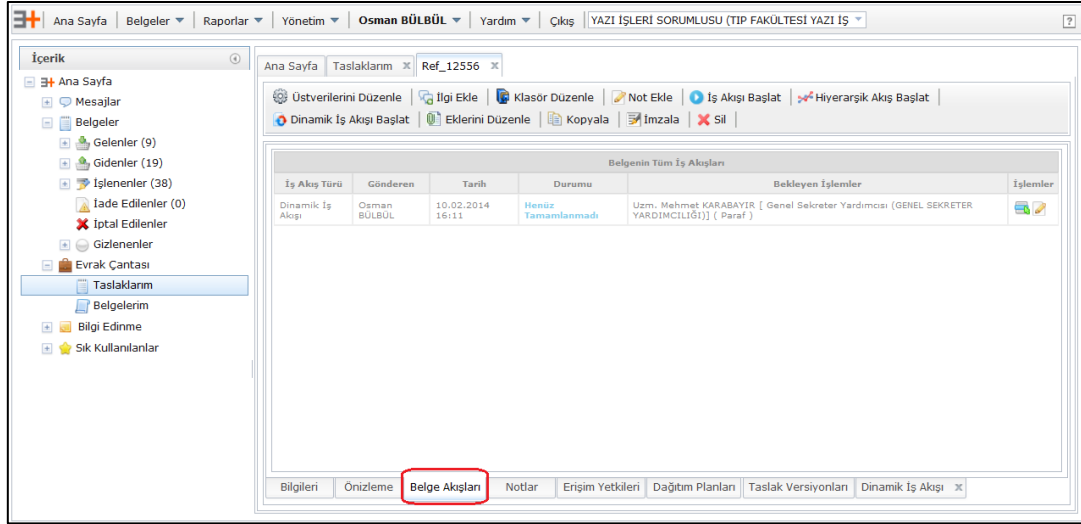 Ana Sayfa Belgeler Raporlar Yönetim Osman BÜLBÜL Yardım Çıkış YAZI İŞLERİ SORUMLUSU (TIP FAKÜLTESİ YAZI İŞ ?
İçerik
Ana Sayfa
Mesajlar
Belgeler
Gelenler (9)
Gidenler (19)
İşlenenler (38)
İade Edilenler (0)
İptal Edilenler
Gizlenenler
Evrak Çantası
Taslaklarım
Belgelerim
Bilgi Edinme
Sık Kullanılanlar
Ana Sayfa Taslaklarım x Ref_12556 x
Üstverilerini Düzenle İlgi Ekle Klasör Düzenle Not Ekle İş Akışı Başlat Hiyerarşik Akış Başlat
Dinamik İş Akışı Başlat Eklerini Düzenle Kopyala İmzala Sil
Belgenin Tüm İş Akışları
İş Akış Türü Gönderen Tarih Durumu Bekleyen İşlemler İşlemler
Dinamik İş Osman 10.02.2014 Henüz Uzm. Mehmet KARABAYIR [ Genel Sekreter Yardımcısı (GENEL SEKRETER
Akışı BÜLBÜL 16:11 Tamamlanmadı YARDIMCILIĞI)] ( Paraf )
Bilgileri Önizleme Belge Akışları Notlar Erişim Yetkileri Dağıtım Planları Taslak Versiyonları Dinamik İş Akışı x